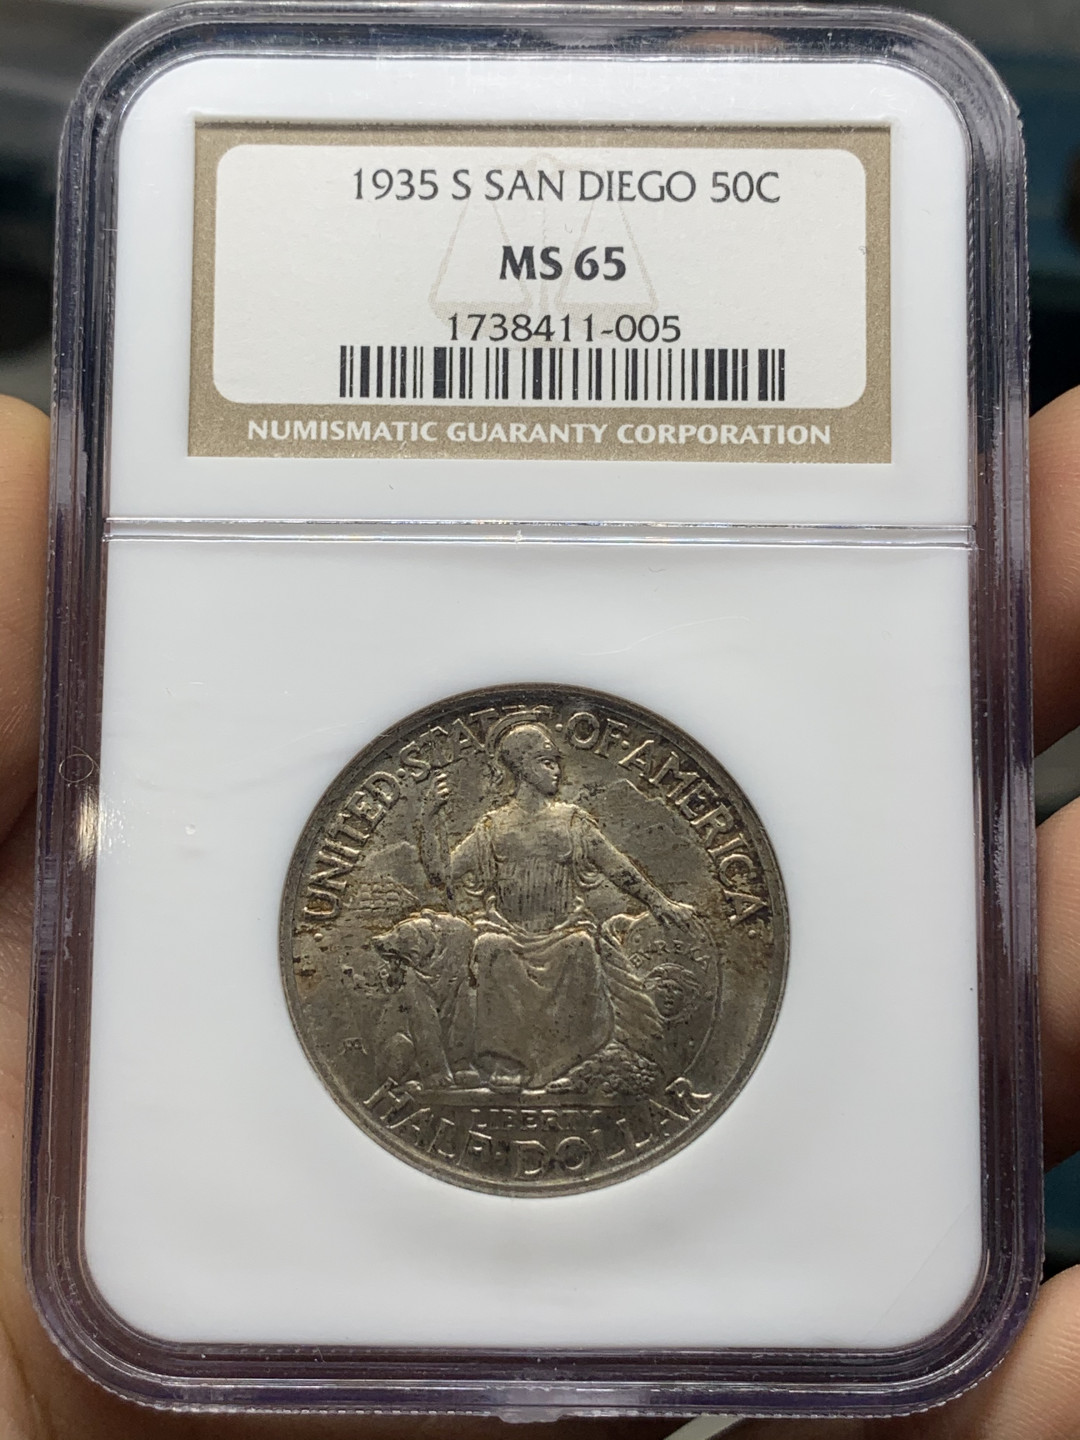 1935 S SAN DIEGO 50C
MS 65
1738411-005
NUMISMATIC GUARANTY CORPORATION
·UNITED·STATES·OF·AMERICA·
EUREKA
LIBERTY
HALF·DOLLAR